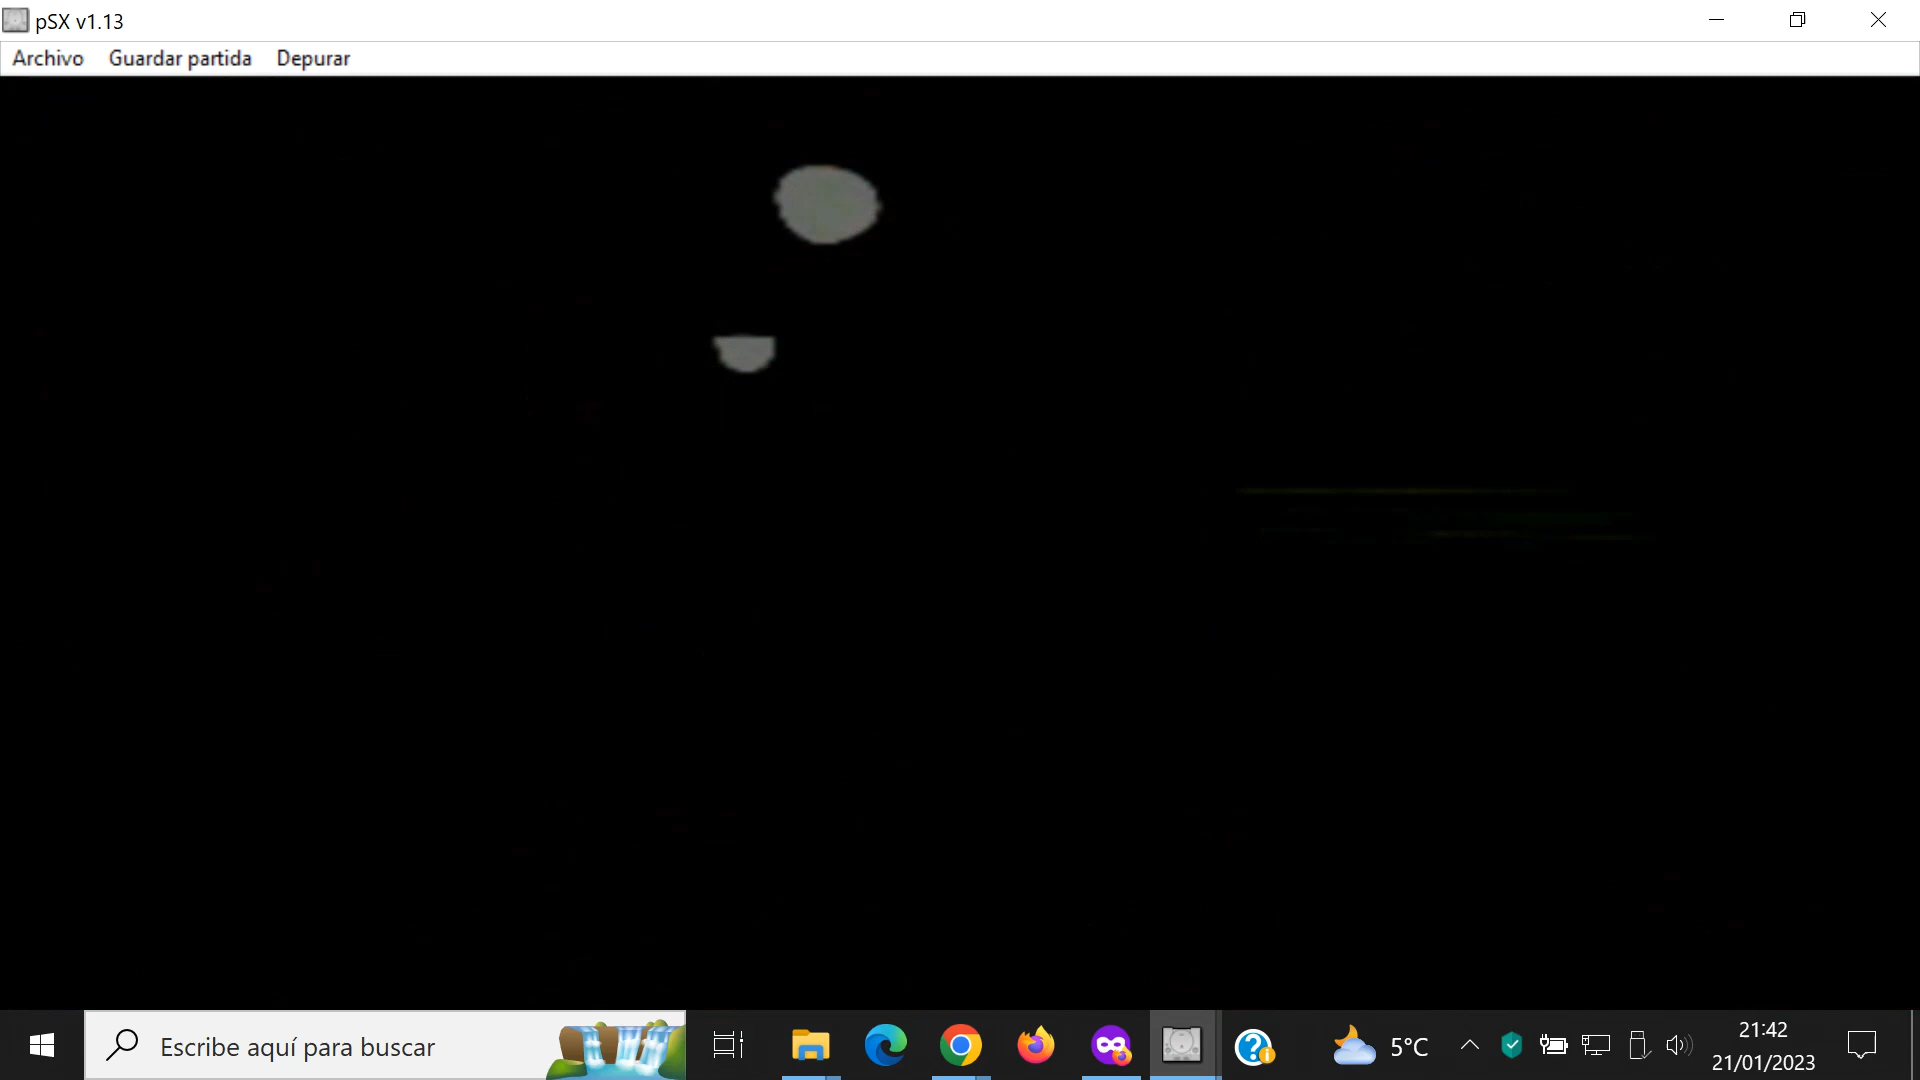 pSX v1.13
Archivo Guardar partida Depurar
Escribe aquí para buscar
5°C
21:42
21/01/2023